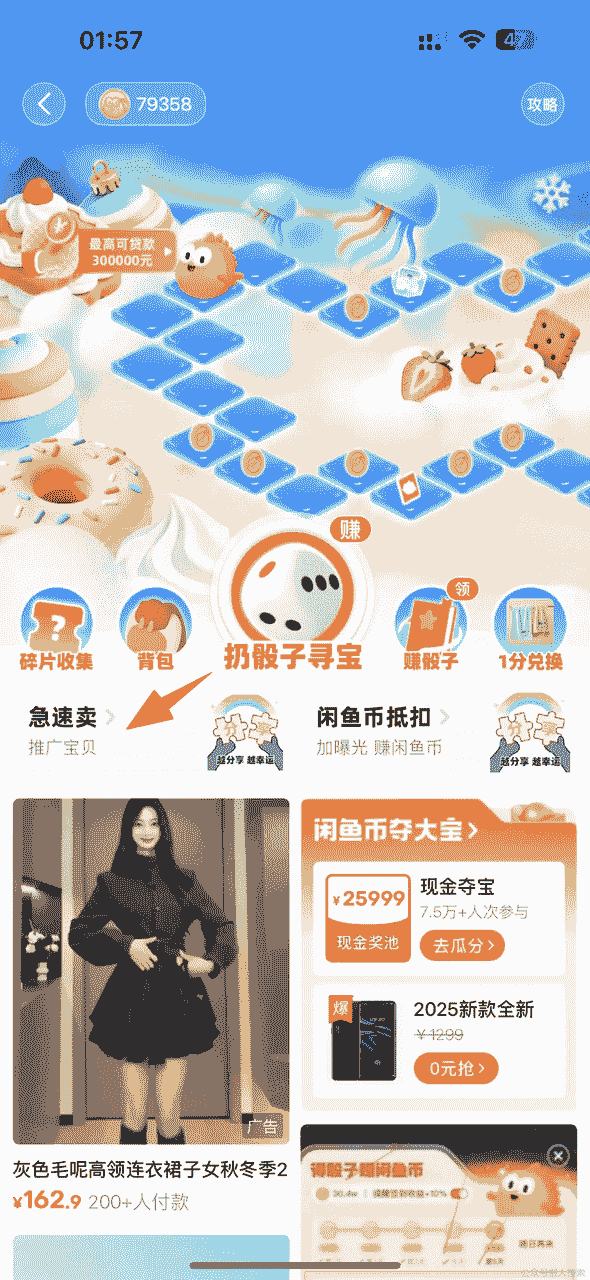 01:57
47
79358
攻略
最高可贷款
300000元
赚
领
碎片收集
背包
扔骰子寻宝
赚骰子
1分兑换
急速卖
推广宝贝
分享
越分享 越幸运
闲鱼币抵扣
加曝光 赚闲鱼币
分享
越分享 越幸运
广告
灰色毛呢高领连衣裙子女秋冬季2
¥162.9 200+人付款
闲鱼币夺大宝
¥25999
现金奖池
现金夺宝
7.5万+人次参与
去瓜分
爆
2025新款全新
¥1299
0元抢
得骰子赚闲鱼币